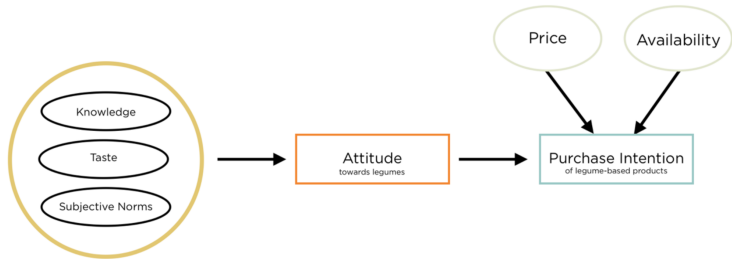 Price
Availability
Knowledge
Taste
Subjective Norms
Attitude
towards legumes
Purchase Intention
of legume-based products